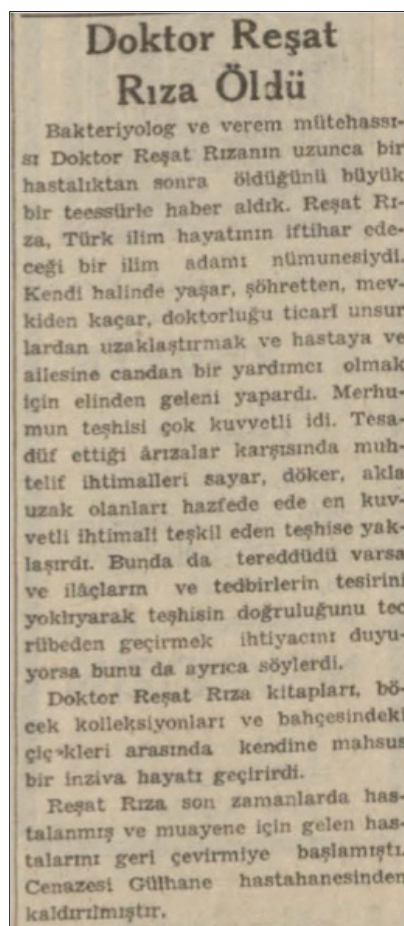 Doktor Reşat
Rıza Öldü
Bakteriyolog ve verem mütehassı-
sı Doktor Reşat Rızanın uzunca bir
hastalıktan sonra öldüğünü büyük
bir teessürle haber aldık. Reşat Rı-
za, Türk ilim hayatının iftihar ede-
ceği bir ilim adamı nümunesiydi.
Kendi halinde yaşar, şöhretten, mev-
kiden kaçar, doktorluğu ticarî unsur
lardan uzaklaştırmak ve hastaya ve
ailesine candan bir yardımcı olmak
için elinden geleni yapardı. Merhu-
mun teşhisi çok kuvvetli idi. Tesa-
düf ettiği ârızalar karşısında muh-
telif ihtimalleri sayar, döker, akla
uzak olanları hazfede ede en kuv-
vetli ihtimali teşkil eden teşhise yak-
laşırdı. Bunda da tereddüdü varsa
ve ilâçların ve tedbirlerin tesirini
yoklıyarak teşhisin doğruluğunu tec
rübeden geçirmek ihtiyacını duyu-
yorsa bunu da ayrıca söylerdi.
Doktor Reşat Rıza kitapları, bö-
cek kolleksiyonları ve bahçesindeki
çiçekleri arasında kendine mahsus
bir inziva hayatı geçirirdi.
Reşat Rıza son zamanlarda has-
talanmış ve muayene için gelen has-
talarını geri çevirmiye başlamıştı.
Cenazesi Gülhane hastahanesinden
kaldırılmıştır.